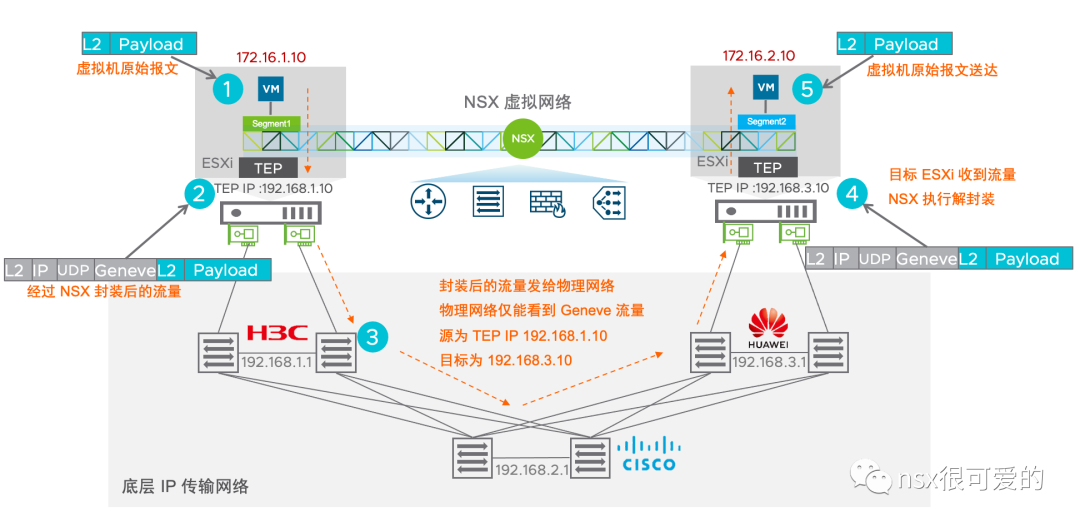 L2 Payload
虚拟机原始报文
172.16.1.10
1
VM
Segment1
ESXi
TEP
TEP IP :192.168.1.10
2
L2 IP UDP Geneve L2 Payload
经过 NSX 封装后的流量
NSX 虚拟网络
NSX
L2 Payload
虚拟机原始报文送达
172.16.2.10
5
VM
Segment2
ESXi
TEP
TEP IP :192.168.3.10
4
目标 ESXi 收到流量
NSX 执行解封装
L2 IP UDP Geneve L2 Payload
封装后的流量发给物理网络
物理网络仅能看到 Geneve 流量
源为 TEP IP 192.168.1.10
目标为 192.168.3.10
H3C
3
192.168.1.1
HUAWEI
192.168.3.1
192.168.2.1
CISCO
底层 IP 传输网络
nsx很可爱的